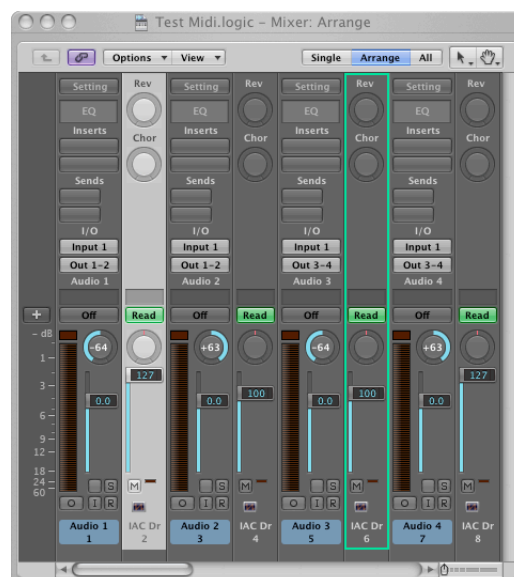 Test Midi.logic – Mixer: Arrange
Options View Single Arrange All
Setting Rev Setting Rev Setting Rev Setting Rev
EQ EQ EQ EQ
Inserts Chor Inserts Chor Inserts Chor Inserts Chor
Sends Sends Sends Sends
I/O I/O I/O I/O
Input 1 Input 1 Input 1 Input 1
Out 1-2 Out 1-2 Out 3-4 Out 3-4
Audio 1 Audio 2 Audio 3 Audio 4
+ Off Read Off Read Off Read Off Read
- dB -64 +63 -64 +63
1
3 127 100 100 127
0.0 0.0 0.0 0.0
6
9
12
18
24 S M S M S M S M
60 O I R O I R O I R O I R
Audio 1 IAC Dr Audio 2 IAC Dr Audio 3 IAC Dr Audio 4 IAC Dr
1 2 3 4 5 6 7 8